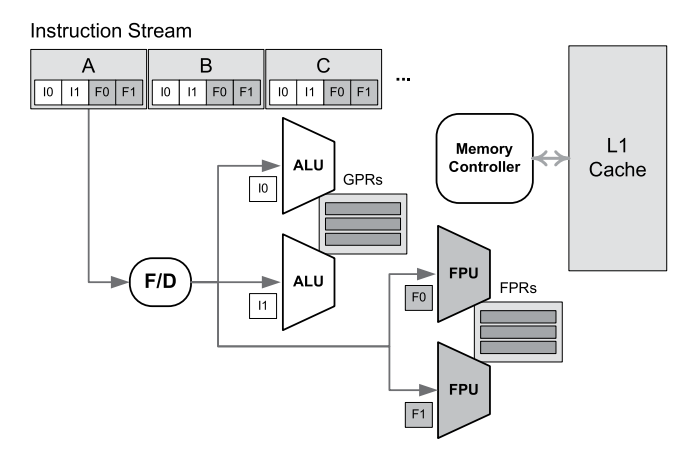 Instruction Stream
A
B
C
I0 I1 F0 F1
I0 I1 F0 F1
I0 I1 F0 F1
...
ALU
I0
GPRs
Memory
Controller
L1
Cache
F/D
ALU
I1
FPU
F0
FPRs
FPU
F1